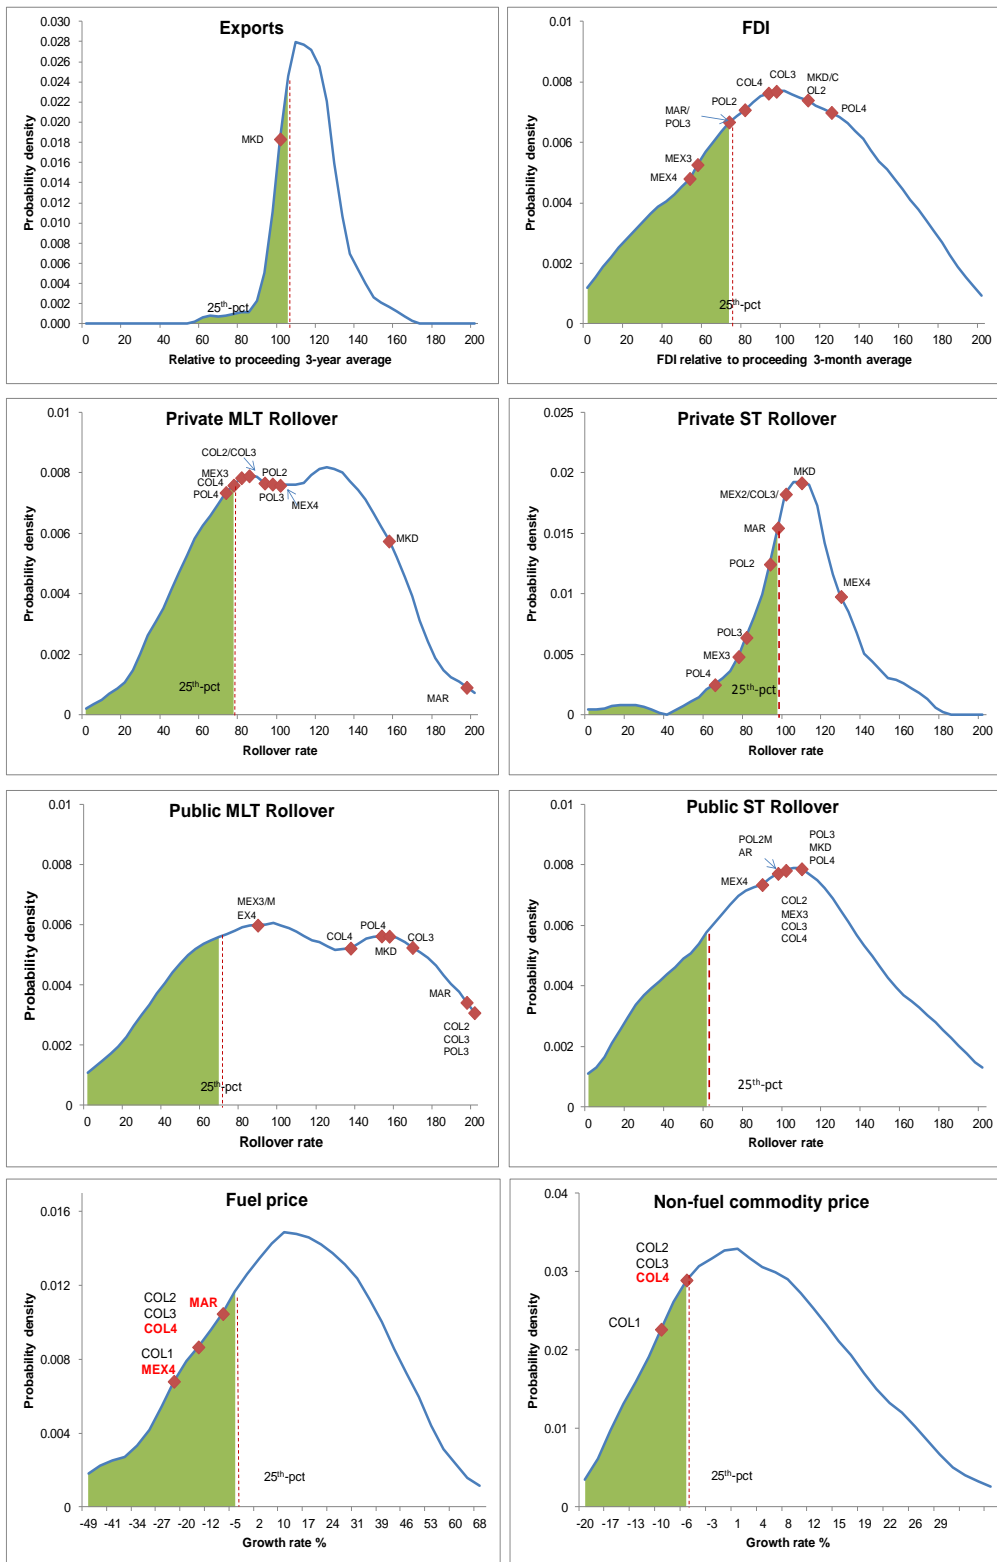 Exports
Probability density
0.030
0.028
0.026
0.024
0.022
0.020
0.018
0.016
0.014
0.012
0.010
0.008
0.006
0.004
0.002
0.000
MKD
25th-pct
0 20 40 60 80 100 120 140 160 180 200
Relative to proceeding 3-year average
FDI
Probability density
0.01
0.008
0.006
0.004
0.002
0
COL3
COL4
MKD/C
OL2
POL2
POL4
MAR/
POL3
MEX3
MEX4
25th-pct
0 20 40 60 80 100 120 140 160 180 200
FDI relative to proceeding 3-month average
Private MLT Rollover
Probability density
0.01
0.008
0.006
0.004
0.002
0
COL2/COL3
MEX3
POL2
COL4
POL4
POL3
MEX4
MKD
MAR
25th-pct
0 20 40 60 80 100 120 140 160 180 200
Rollover rate
Private ST Rollover
Probability density
0.025
0.02
0.015
0.01
0.005
0
MKD
MEX2/COL3/
MAR
POL2
MEX4
POL3
MEX3
POL4
25th-pct
0 20 40 60 80 100 120 140 160 180 200
Rollover rate
Public MLT Rollover
Probability density
0.01
0.008
0.006
0.004
0.002
0
MEX3/M
EX4
COL4
POL4
MKD
COL3
MAR
COL2
COL3
POL3
25th-pct
0 20 40 60 80 100 120 140 160 180 200
Rollover rate
Public ST Rollover
Probability density
0.01
0.008
0.006
0.004
0.002
0
POL2M
AR
POL3
MKD
POL4
MEX4
COL2
MEX3
COL3
COL4
25th-pct
0 20 40 60 80 100 120 140 160 180 200
Rollover rate
Fuel price
Probability density
0.016
0.012
0.008
0.004
0
COL2
COL3
COL4
MAR
COL1
MEX4
25th-pct
-49 -41 -34 -27 -20 -12 -5 2 10 17 24 31 39 46 53 60 68
Growth rate %
Non-fuel commodity price
Probability density
0.04
0.03
0.02
0.01
0
COL2
COL3
COL4
COL1
25th-pct
-20 -17 -13 -10 -6 -3 1 4 8 12 15 19 22 26 29
Growth rate %